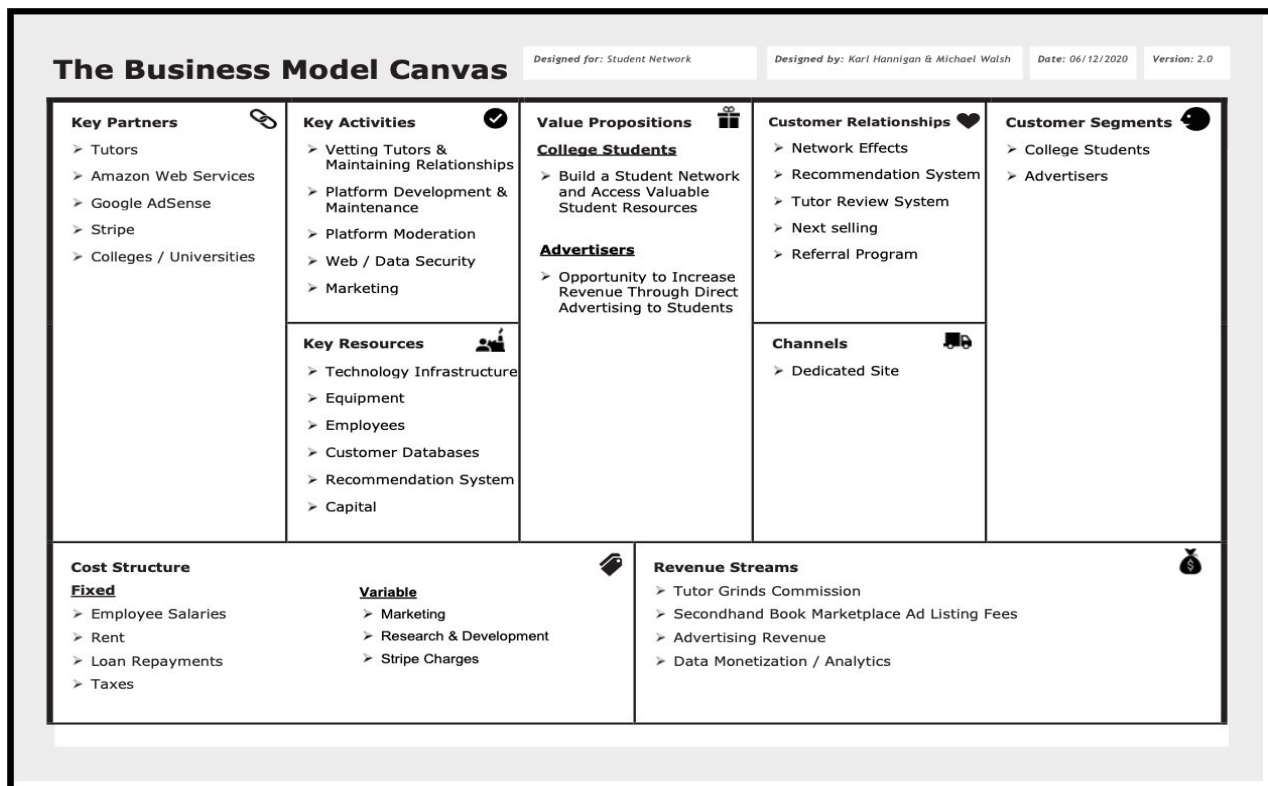 The Business Model Canvas
Designed for: Student Network
Designed by: Karl Hannigan & Michael Walsh
Date: 06/12/2020
Version: 2.0
Key Partners
➢ Tutors
➢ Amazon Web Services
➢ Google AdSense
➢ Stripe
➢ Colleges / Universities
Key Activities
➢ Vetting Tutors &
Maintaining Relationships
➢ Platform Development &
Maintenance
➢ Platform Moderation
➢ Web / Data Security
➢ Marketing
Key Resources
➢ Technology Infrastructure
➢ Equipment
➢ Employees
➢ Customer Databases
➢ Recommendation System
➢ Capital
Value Propositions
College Students
➢ Build a Student Network
and Access Valuable
Student Resources
Advertisers
➢ Opportunity to Increase
Revenue Through Direct
Advertising to Students
Customer Relationships
➢ Network Effects
➢ Recommendation System
➢ Tutor Review System
➢ Next selling
➢ Referral Program
Channels
➢ Dedicated Site
Customer Segments
➢ College Students
➢ Advertisers
Cost Structure
Fixed
➢ Employee Salaries
➢ Rent
➢ Loan Repayments
➢ Taxes
Variable
➢ Marketing
➢ Research & Development
➢ Stripe Charges
Revenue Streams
➢ Tutor Grinds Commission
➢ Secondhand Book Marketplace Ad Listing Fees
➢ Advertising Revenue
➢ Data Monetization / Analytics